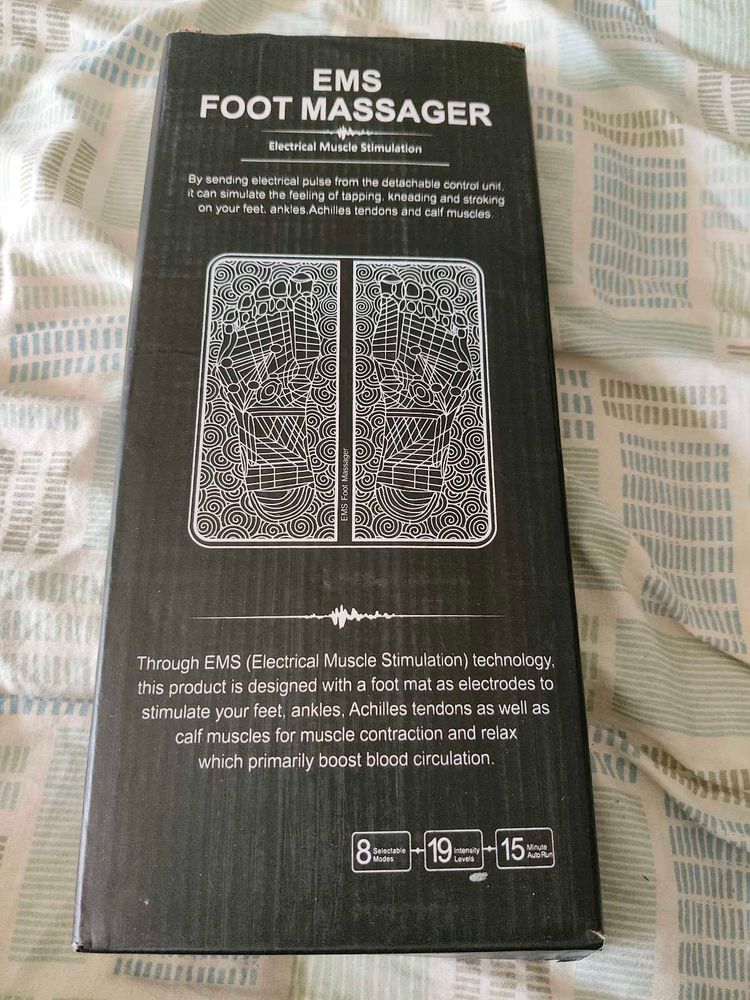 EMS
FOOT MASSAGER
Electrical Muscle Stimulation
By sending electrical pulse from the detachable control unit,
it can simulate the feeling of tapping, kneading and stroking
on your feet, ankles,Achilles tendons and calf muscles.
EMS Foot Massager
Through EMS (Electrical Muscle Stimulation) technology,
this product is designed with a foot mat as electrodes to
stimulate your feet, ankles, Achilles tendons as well as
calf muscles for muscle contraction and relax
which primarily boost blood circulation.
8 Selectable Modes
19 Intensity Levels
15 Minute Auto Run